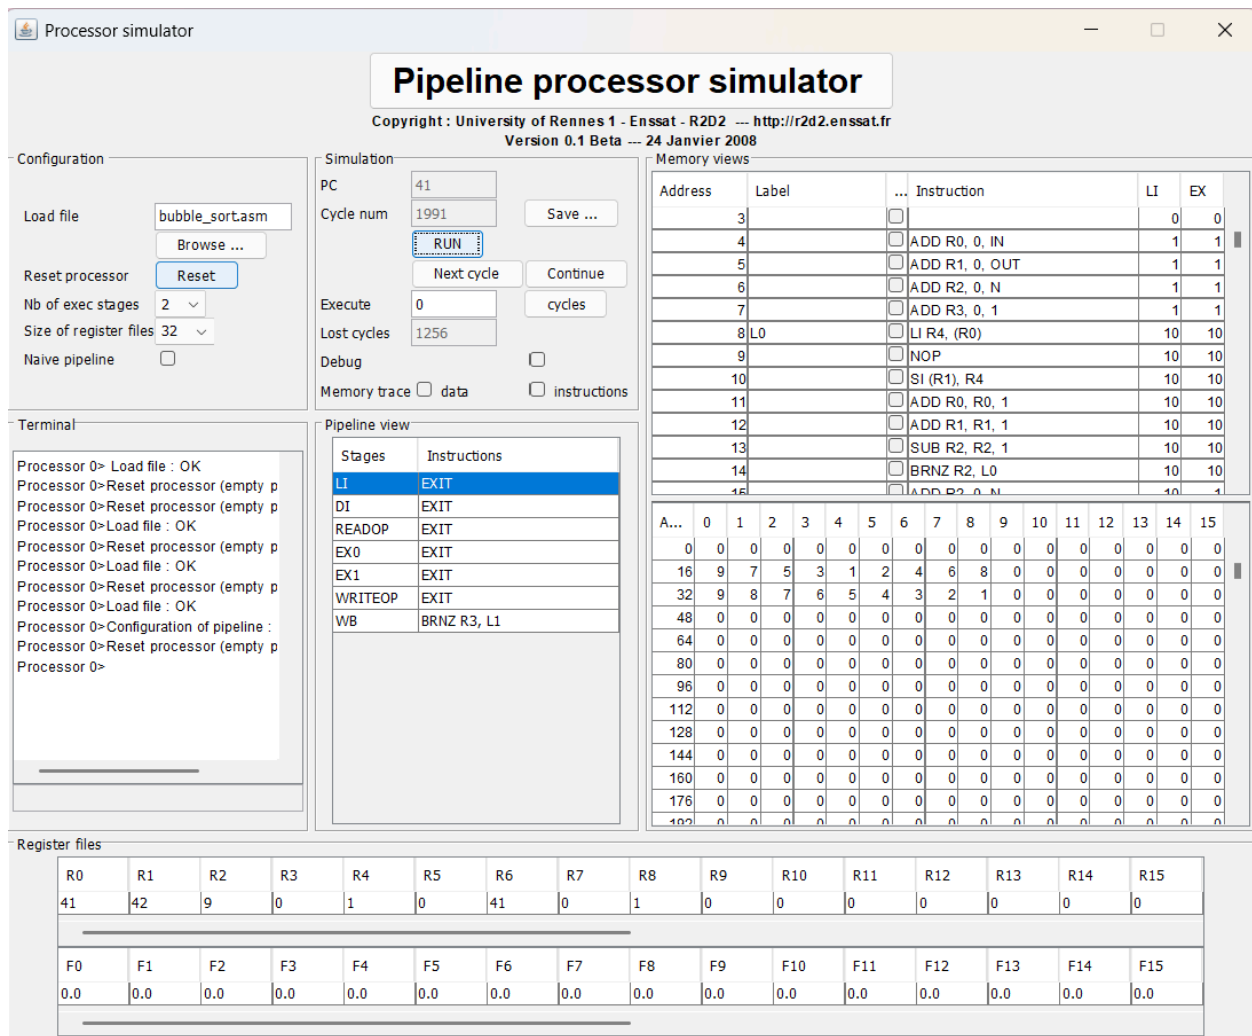 Processor simulator
Pipeline processor simulator
Copyright : University of Rennes 1 - Enssat - R2D2 --- http://r2d2.enssat.fr
Version 0.1 Beta --- 24 Janvier 2008
Configuration
Load file bubble_sort.asm
Browse ...
Reset processor Reset
Nb of exec stages 2
Size of register files 32
Naive pipeline
Simulation
PC 41
Cycle num 1991 Save ...
RUN
Next cycle Continue
Execute 0 cycles
Lost cycles 1256
Debug
Memory trace data instructions
Memory views
Address Label ... Instruction LI EX
3 0 0
4 ADD R0, 0, IN 1 1
5 ADD R1, 0, OUT 1 1
6 ADD R2, 0, N 1 1
7 ADD R3, 0, 1 1 1
8 L0 LI R4, (R0) 10 10
9 NOP 10 10
10 SI (R1), R4 10 10
11 ADD R0, R0, 1 10 10
12 ADD R1, R1, 1 10 10
13 SUB R2, R2, 1 10 10
14 BRNZ R2, L0 10 10
15 ADD R2, 0, N 10 1
Terminal
Processor 0> Load file : OK
Processor 0>Reset processor (empty p
Processor 0>Reset processor (empty p
Processor 0>Load file : OK
Processor 0>Reset processor (empty p
Processor 0>Load file : OK
Processor 0>Reset processor (empty p
Processor 0>Load file : OK
Processor 0>Configuration of pipeline :
Processor 0>Reset processor (empty p
Processor 0>
Pipeline view
Stages Instructions
LI EXIT
DI EXIT
READOP EXIT
EX0 EXIT
EX1 EXIT
WRITEOP EXIT
WB BRNZ R3, L1
A... 0 1 2 3 4 5 6 7 8 9 10 11 12 13 14 15
0 0 0 0 0 0 0 0 0 0 0 0 0 0 0 0 0
16 9 7 5 3 1 2 4 6 8 0 0 0 0 0 0 0
32 9 8 7 6 5 4 3 2 1 0 0 0 0 0 0 0
48 0 0 0 0 0 0 0 0 0 0 0 0 0 0 0 0
64 0 0 0 0 0 0 0 0 0 0 0 0 0 0 0 0
80 0 0 0 0 0 0 0 0 0 0 0 0 0 0 0 0
96 0 0 0 0 0 0 0 0 0 0 0 0 0 0 0 0
112 0 0 0 0 0 0 0 0 0 0 0 0 0 0 0 0
128 0 0 0 0 0 0 0 0 0 0 0 0 0 0 0 0
144 0 0 0 0 0 0 0 0 0 0 0 0 0 0 0 0
160 0 0 0 0 0 0 0 0 0 0 0 0 0 0 0 0
176 0 0 0 0 0 0 0 0 0 0 0 0 0 0 0 0
192 0 0 0 0 0 0 0 0 0 0 0 0 0 0 0 0
Register files
R0 R1 R2 R3 R4 R5 R6 R7 R8 R9 R10 R11 R12 R13 R14 R15
41 42 9 0 1 0 41 0 1 0 0 0 0 0 0 0
F0 F1 F2 F3 F4 F5 F6 F7 F8 F9 F10 F11 F12 F13 F14 F15
0.0 0.0 0.0 0.0 0.0 0.0 0.0 0.0 0.0 0.0 0.0 0.0 0.0 0.0 0.0 0.0